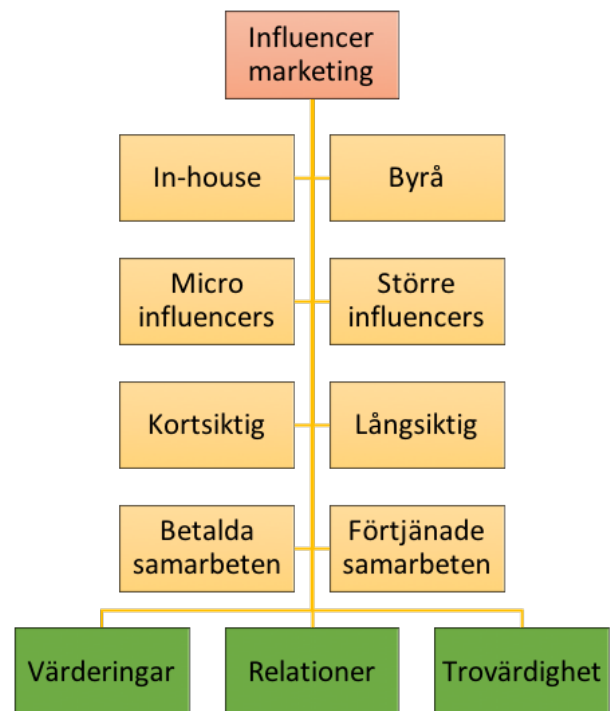 Influencer
marketing
In-house
Byrå
Micro
influencers
Större
influencers
Kortsiktig
Långsiktig
Betalda
samarbeten
Förtjänade
samarbeten
Värderingar
Relationer
Trovärdighet